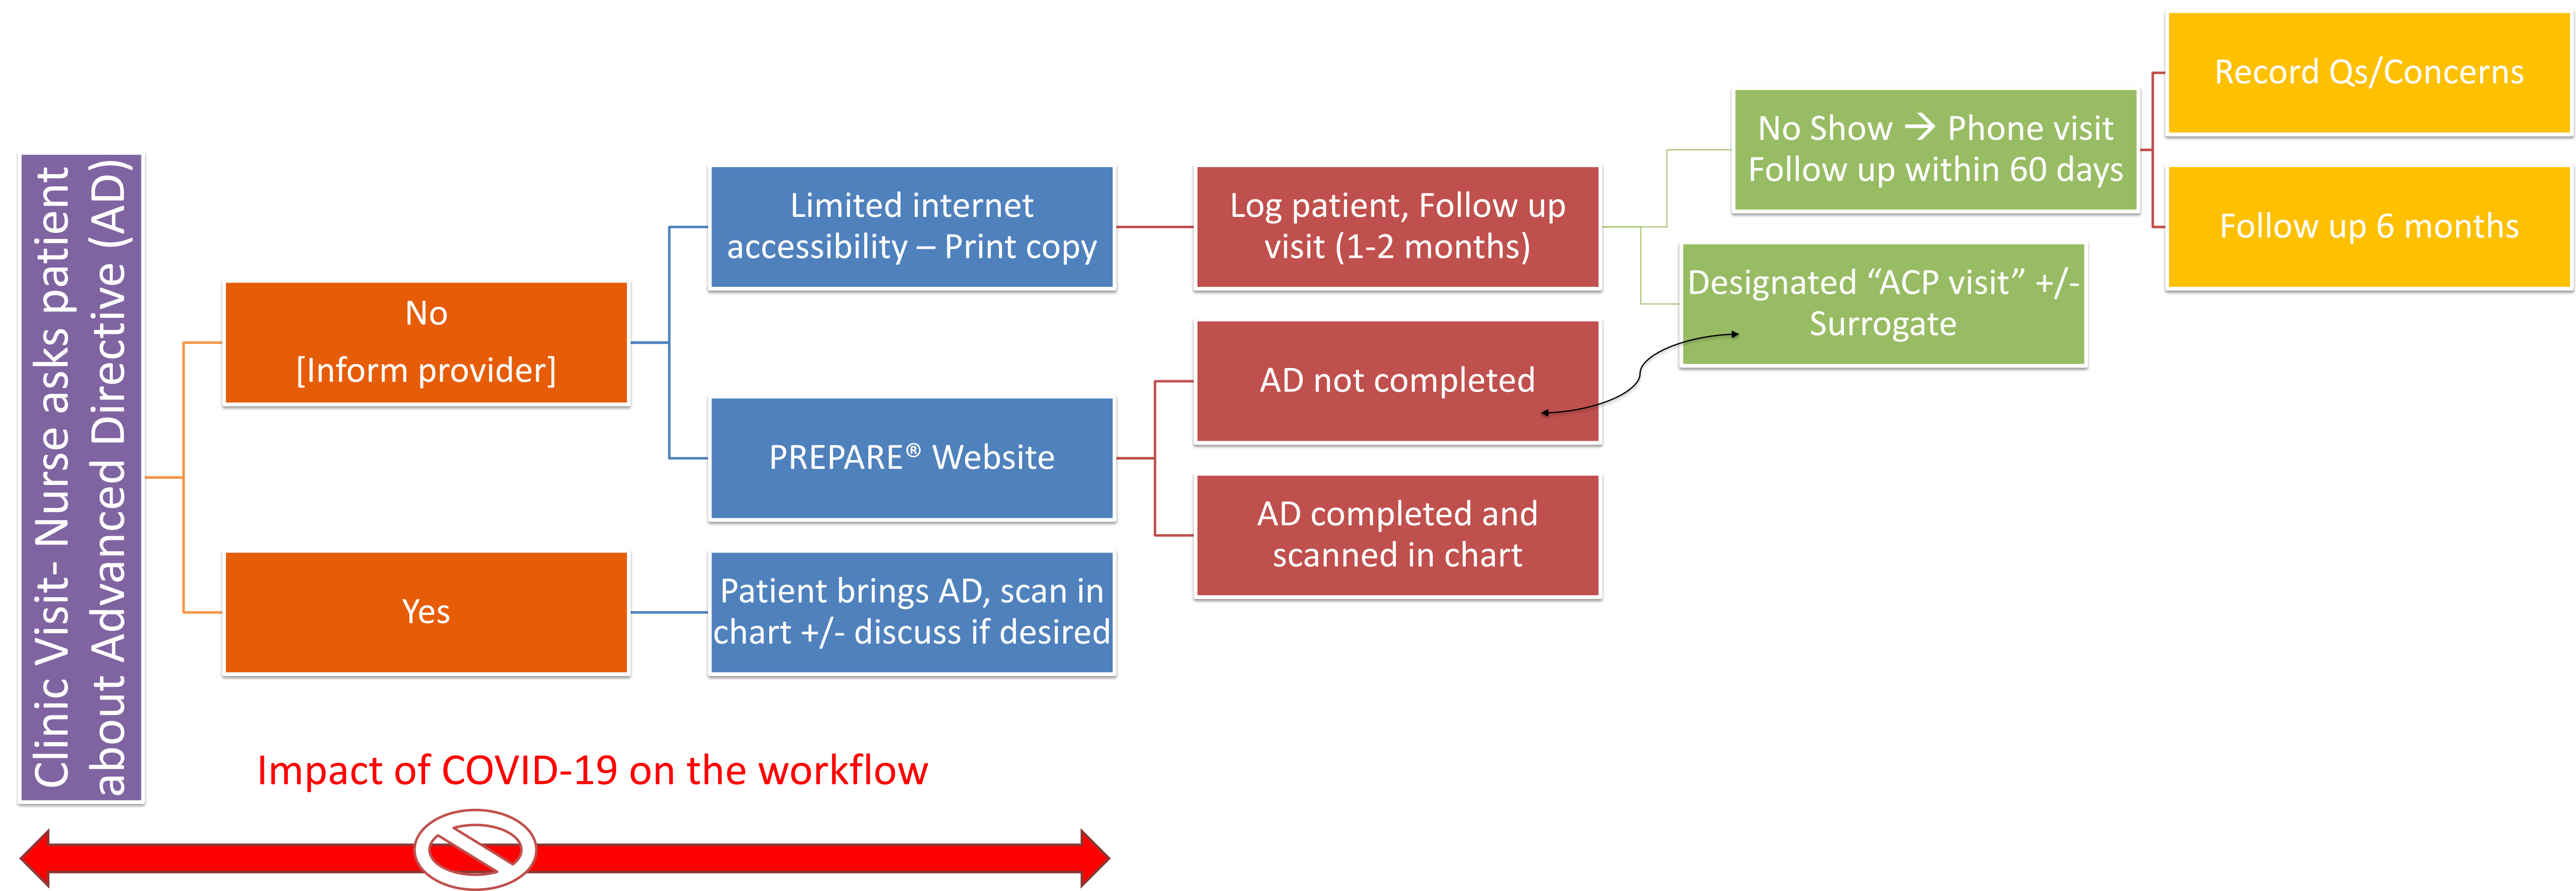 Clinic Visit- Nurse asks patient
about Advanced Directive (AD)
No
[Inform provider]
Yes
Limited internet
accessibility – Print copy
PREPARE® Website
Patient brings AD, scan in
chart +/- discuss if desired
Log patient, Follow up
visit (1-2 months)
AD not completed
AD completed and
scanned in chart
No Show → Phone visit
Follow up within 60 days
Designated “ACP visit” +/-
Surrogate
Record Qs/Concerns
Follow up 6 months
Impact of COVID-19 on the workflow